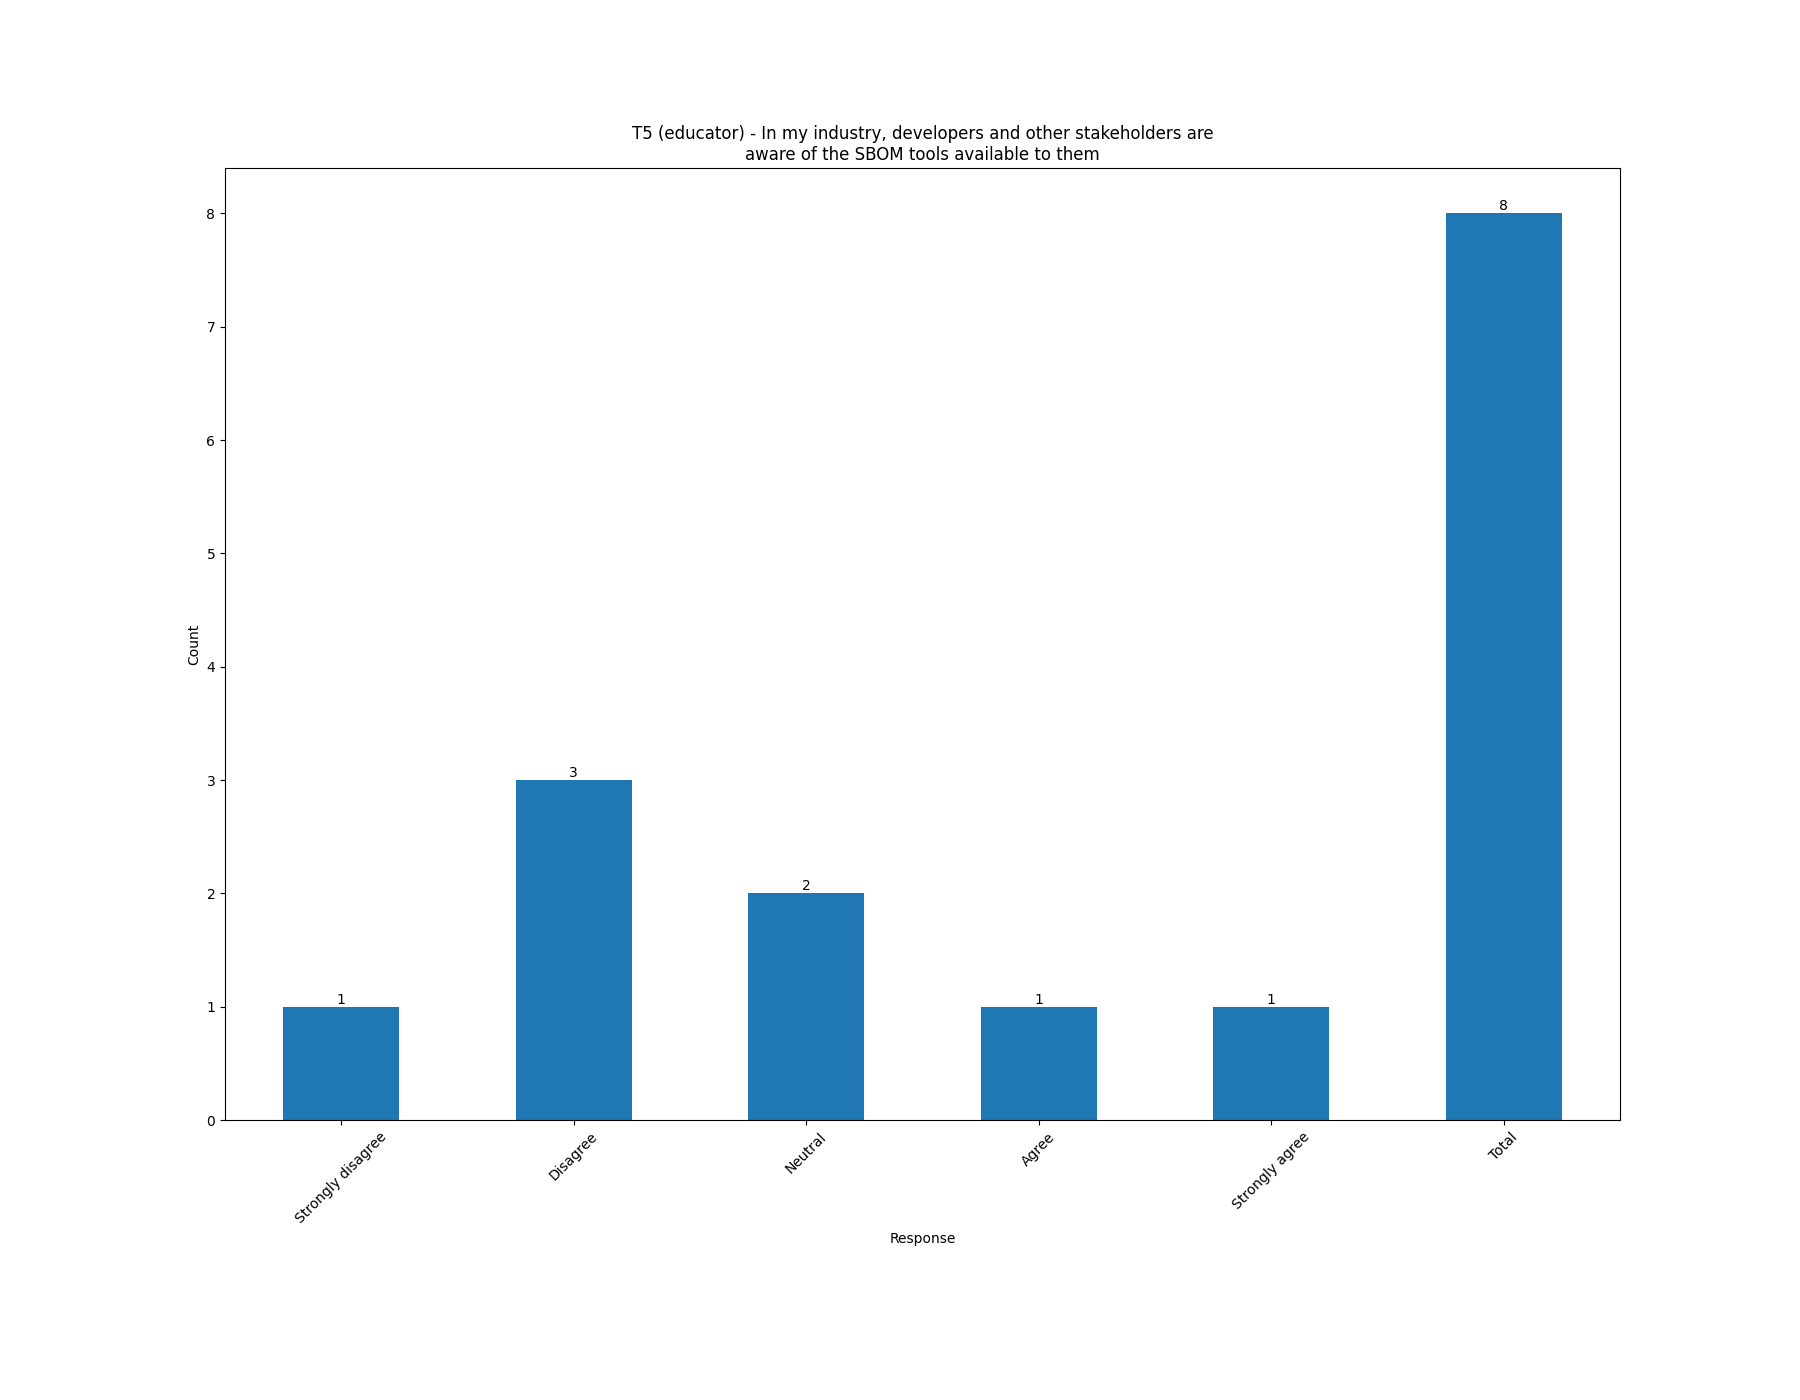 T5 (educator) - In my industry, developers and other stakeholders are
aware of the SBOM tools available to them
8
7
6
5
4
3
2
1
0
Count
1
3
2
1
1
8
Strongly disagree
Disagree
Neutral
Agree
Strongly agree
Total
Response